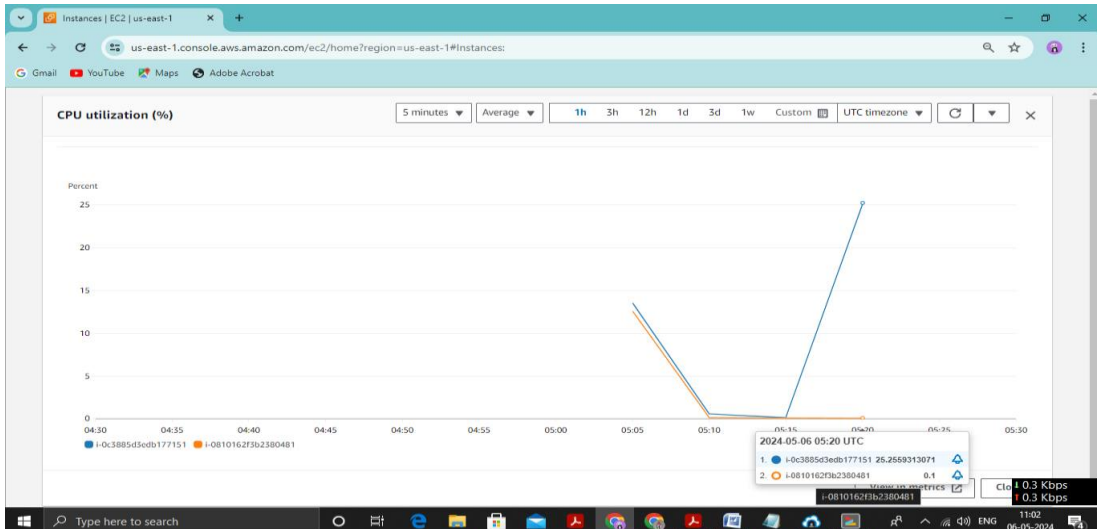 Instances | EC2 | us-east-1
us-east-1.console.aws.amazon.com/ec2/home?region=us-east-1#Instances:
Gmail YouTube Maps Adobe Acrobat
CPU utilization (%) 5 minutes Average 1h 3h 12h 1d 3d 1w Custom UTC timezone
Percent
25
20
15
10
5
0
04:30 04:35 04:40 04:45 04:50 04:55 05:00 05:05 05:10 05:15 05:20 05:25 05:30
i-0c3885d3edb177151 i-0810162f3b2380481
2024-05-06 05:20 UTC
1. i-0c3885d3edb177151 25.2559313071
2. i-0810162f3b2380481 0.1
View in metrics Clo
i-0810162f3b2380481
0.3 Kbps
0.3 Kbps
Type here to search ENG 11:02
06-05-2024